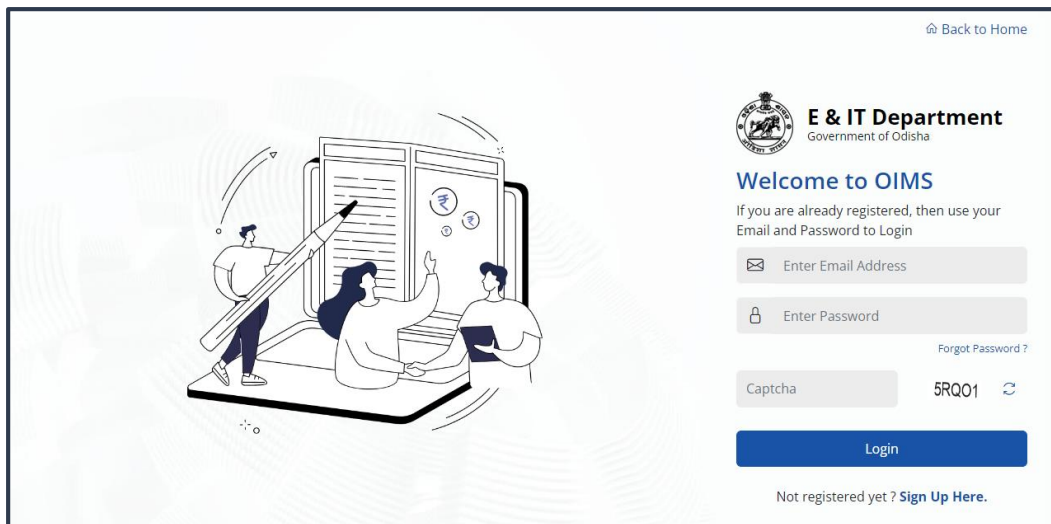 Back to Home
E & IT Department
Government of Odisha
Welcome to OIMS
If you are already registered, then use your
Email and Password to Login
Enter Email Address
Enter Password
Forgot Password ?
Captcha
5RQO1
Login
Not registered yet ? Sign Up Here.